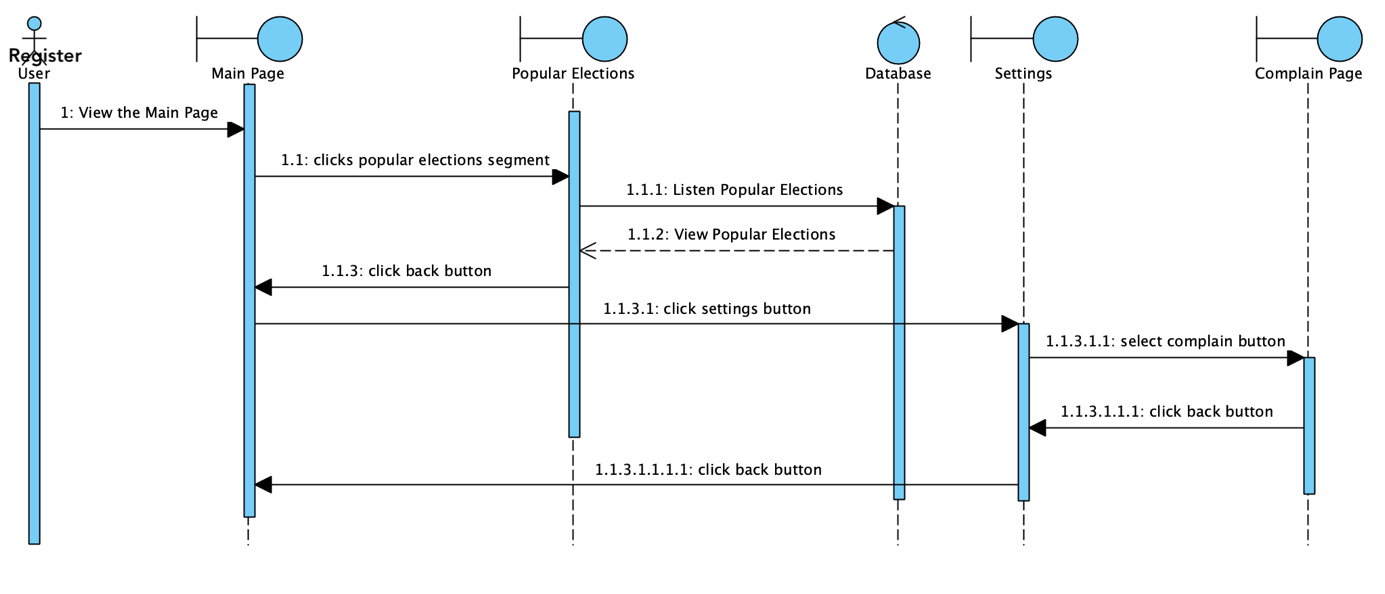 Register
User
Main Page
Popular Elections
Database
Settings
Complain Page
1: View the Main Page
1.1: clicks popular elections segment
1.1.1: Listen Popular Elections
1.1.2: View Popular Elections
1.1.3: click back button
1.1.3.1: click settings button
1.1.3.1.1: select complain button
1.1.3.1.1.1: click back button
1.1.3.1.1.1.1: click back button